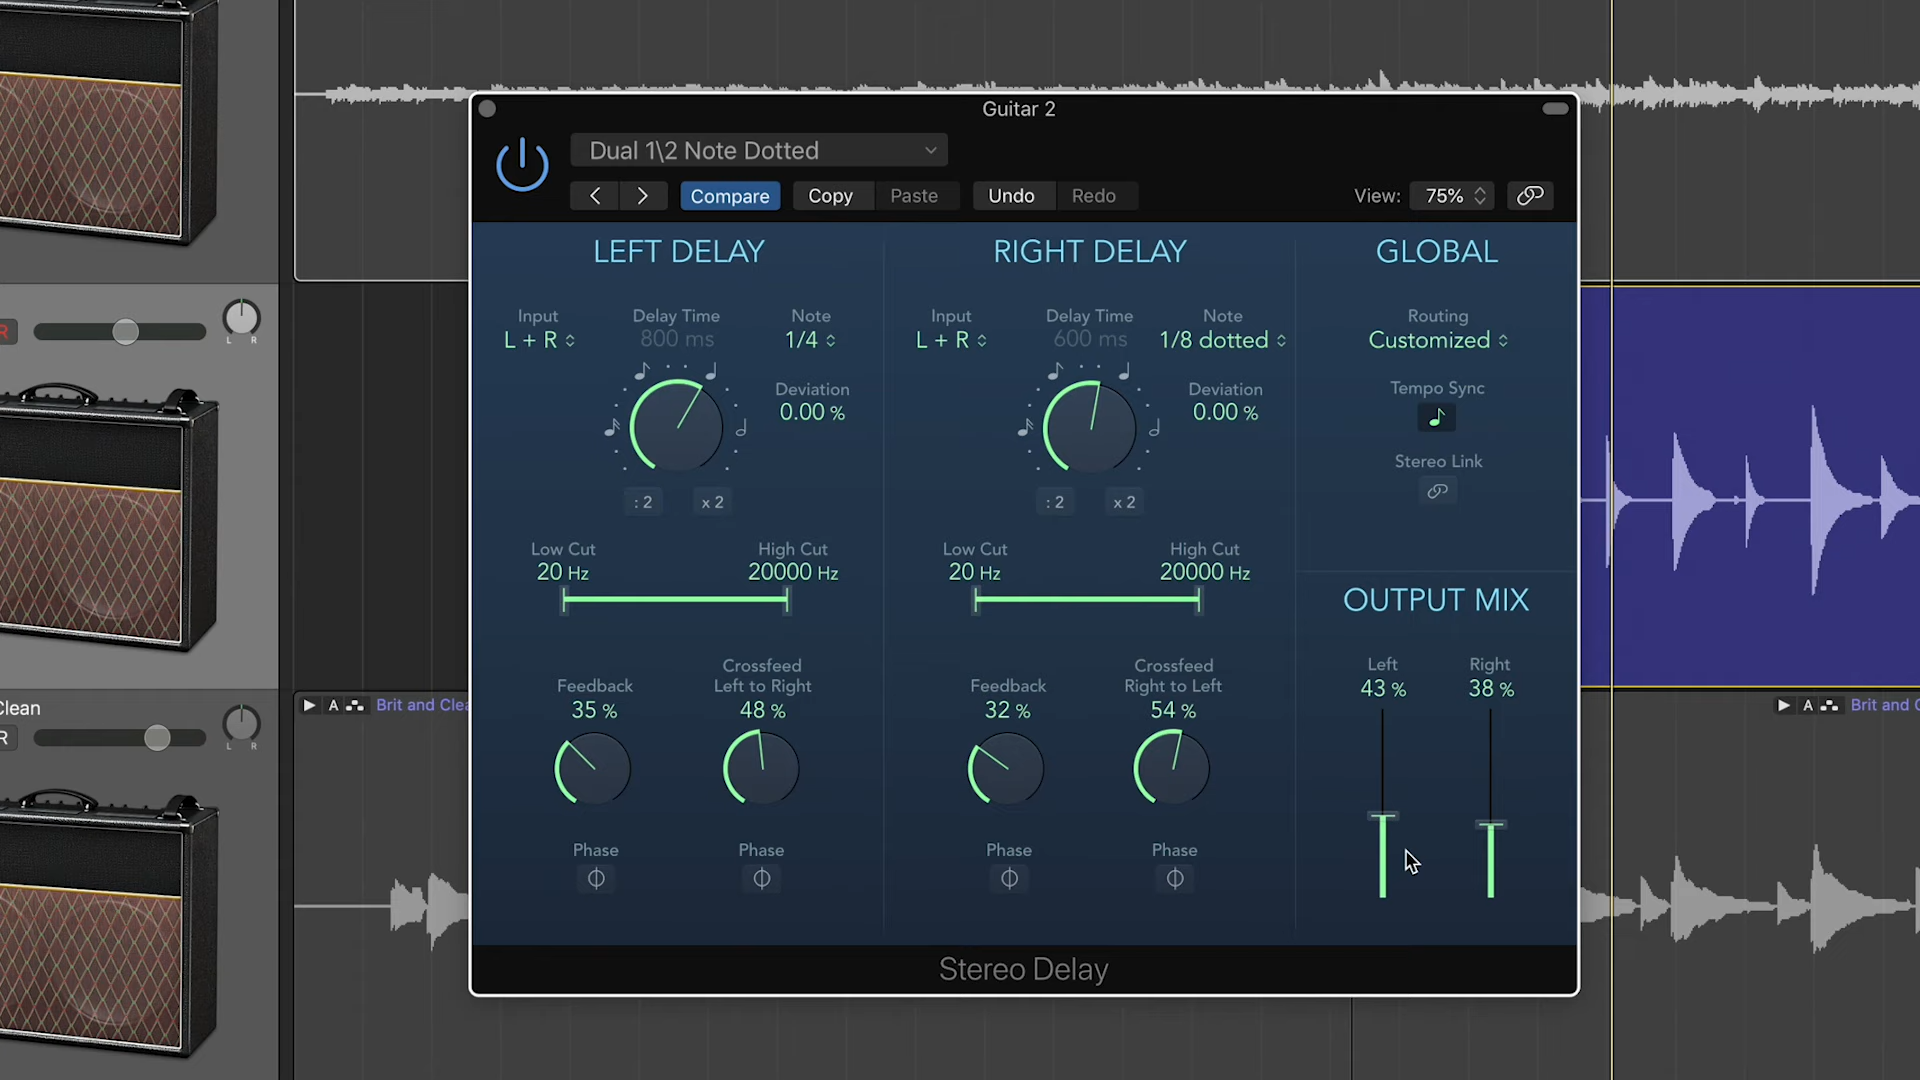 Guitar 2
Dual 1\2 Note Dotted
Compare Copy Paste Undo Redo View: 75%
LEFT DELAY
Input Delay Time Note
L + R 800 ms 1/4
Deviation
0.00 %
: 2 x 2
Low Cut High Cut
20 Hz 20000 Hz
Feedback Crossfeed Left to Right
35 % 48 %
Phase Phase
RIGHT DELAY
Input Delay Time Note
L + R 600 ms 1/8 dotted
Deviation
0.00 %
: 2 x 2
Low Cut High Cut
20 Hz 20000 Hz
Feedback Crossfeed Right to Left
32 % 54 %
Phase Phase
GLOBAL
Routing
Customized
Tempo Sync
Stereo Link
OUTPUT MIX
Left Right
43 % 38 %
Stereo Delay
R
L R
Clean
R
L R
A Brit and Clea
A Brit and C